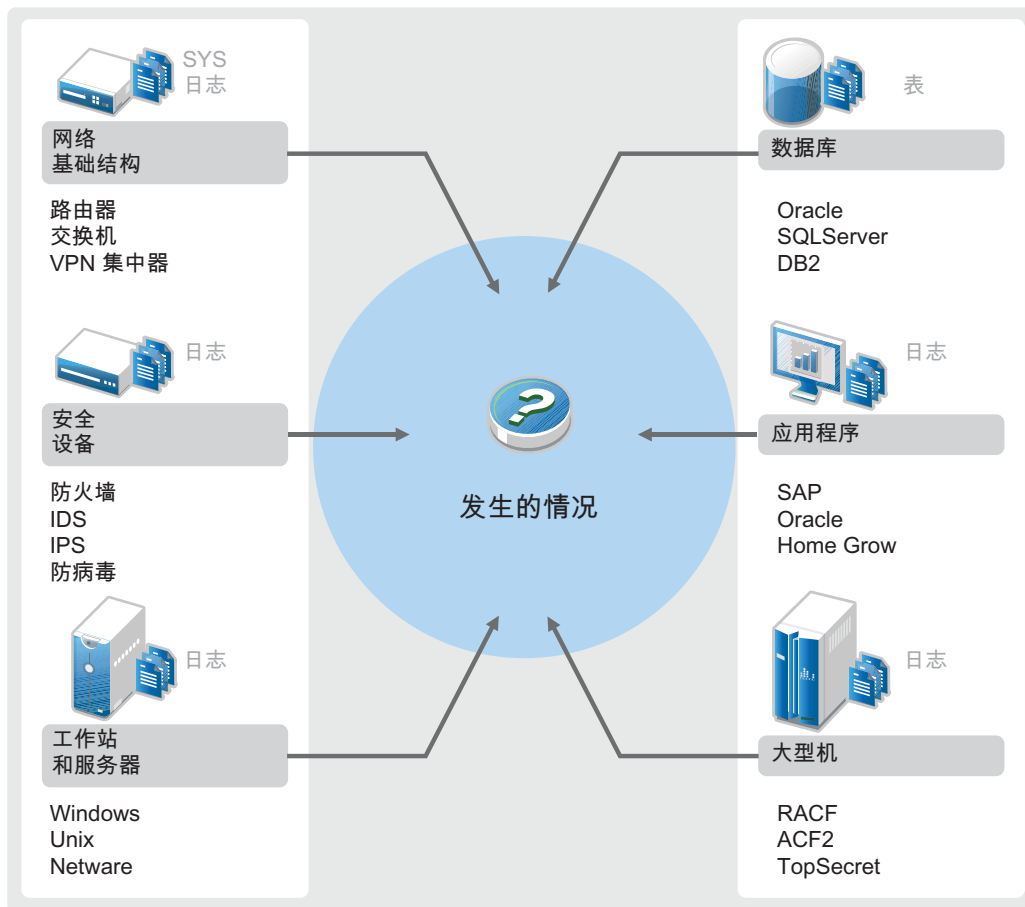 SYS
日志
网络
基础结构
路由器
交换机
VPN 集中器
日志
安全
设备
防火墙
IDS
IPS
防病毒
日志
工作站
和服务器
Windows
Unix
Netware
?
发生的情况
表
数据库
Oracle
SQLServer
DB2
日志
应用程序
SAP
Oracle
Home Grow
日志
大型机
RACF
ACF2
TopSecret